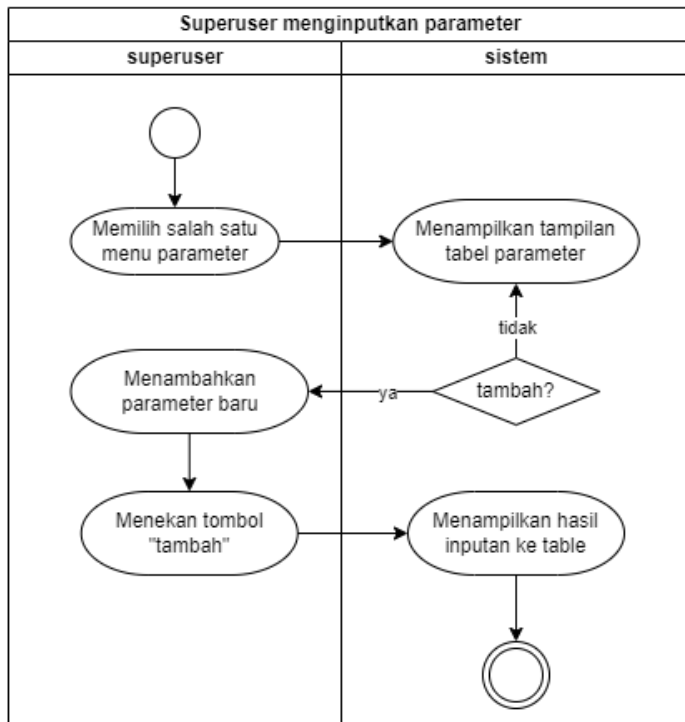 Superuser menginputkan parameter
superuser
sistem
Memilih salah satu
menu parameter
Menampilkan tampilan
tabel parameter
tidak
tambah?
ya
Menambahkan
parameter baru
Menekan tombol
"tambah"
Menampilkan hasil
inputan ke table